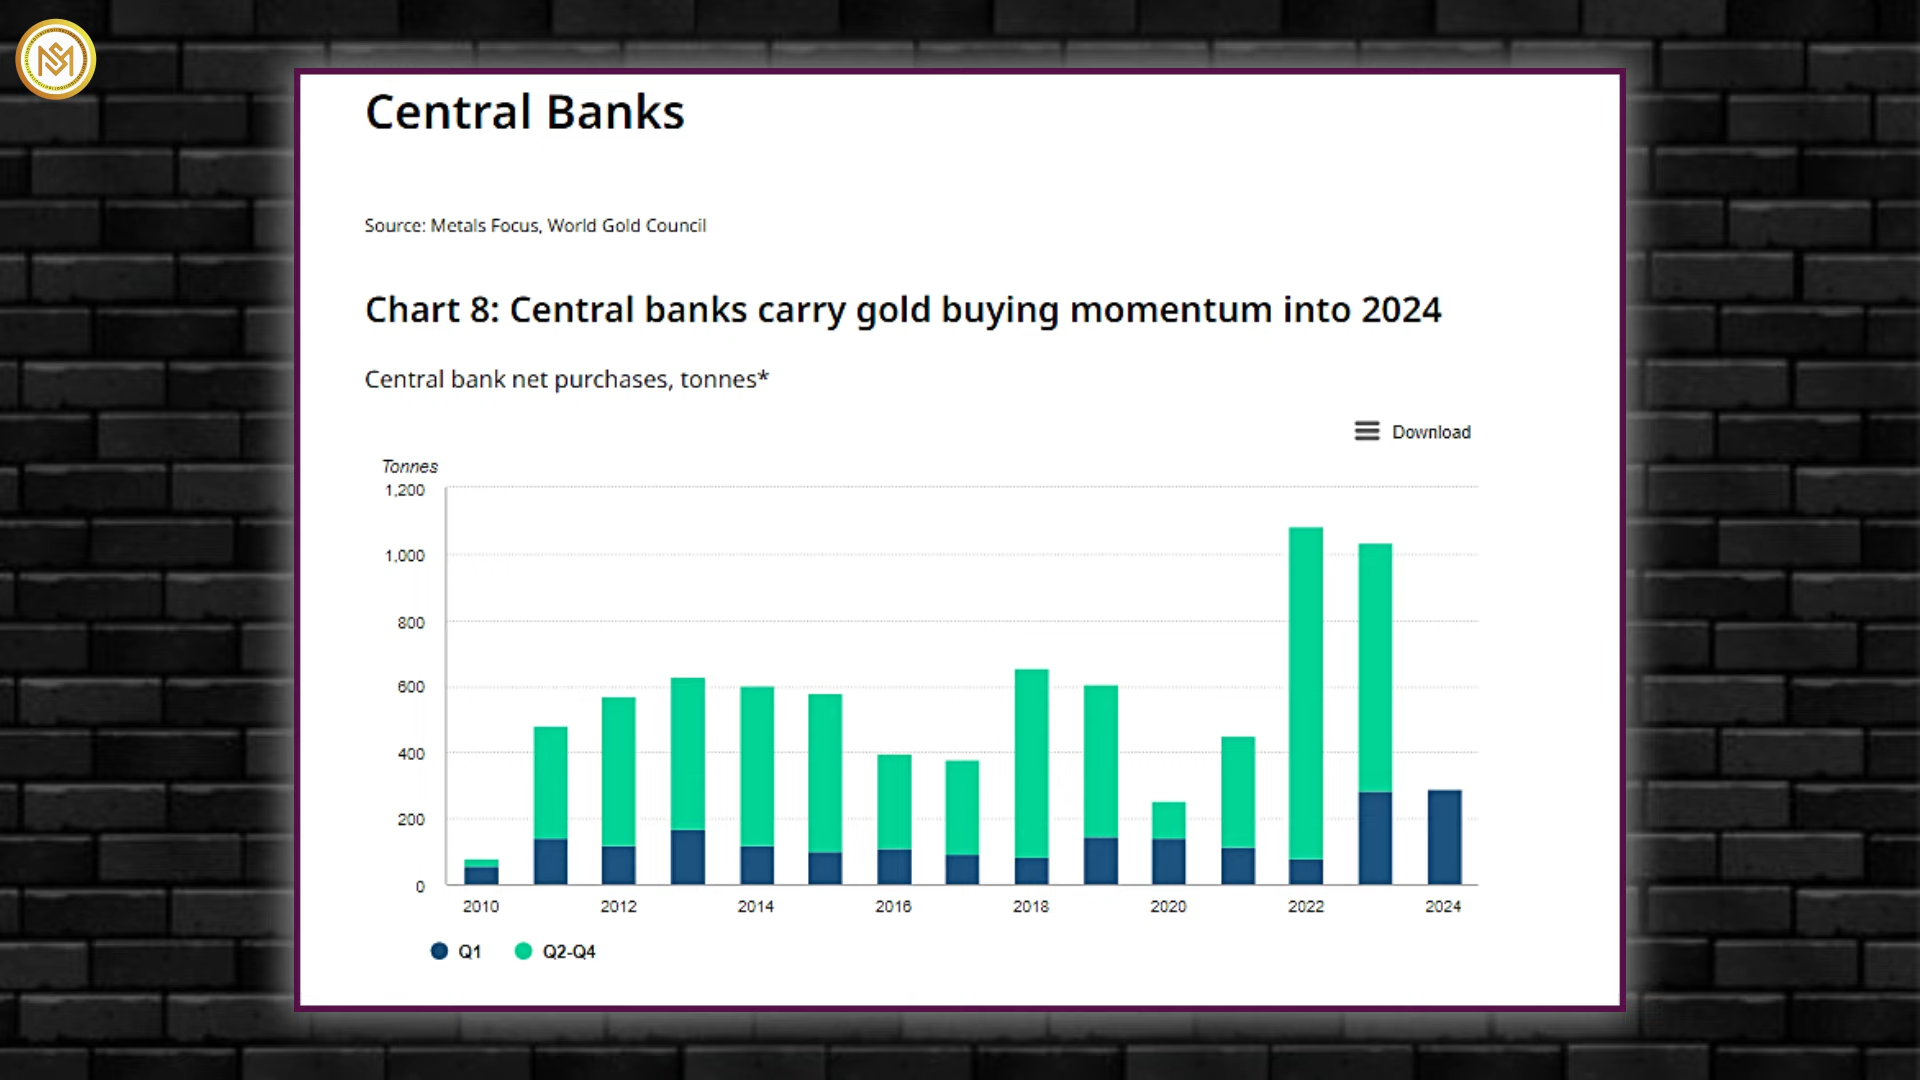 Central Banks
Source: Metals Focus, World Gold Council
Chart 8: Central banks carry gold buying momentum into 2024
Central bank net purchases, tonnes*
Download
Tonnes
1,200
1,000
800
600
400
200
0
2010 2012 2014 2016 2018 2020 2022 2024
Q1 Q2-Q4